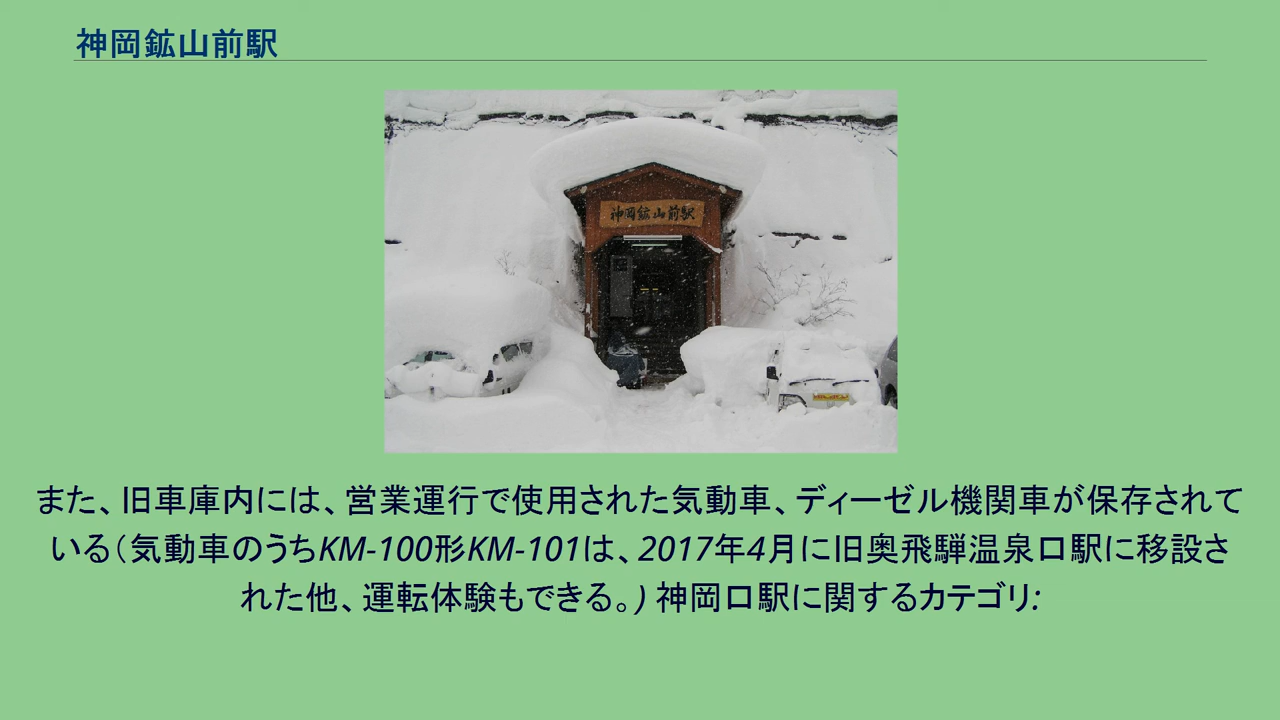 神岡鉱山前駅
神岡鉱山前駅
また、旧車庫内には、営業運行で使用された気動車、ディーゼル機関車が保存されて
いる（気動車のうちKM-100形KM-101は、2017年4月に旧奥飛騨温泉口駅に移設さ
れた他、運転体験もできる。) 神岡口駅に関するカテゴリ: